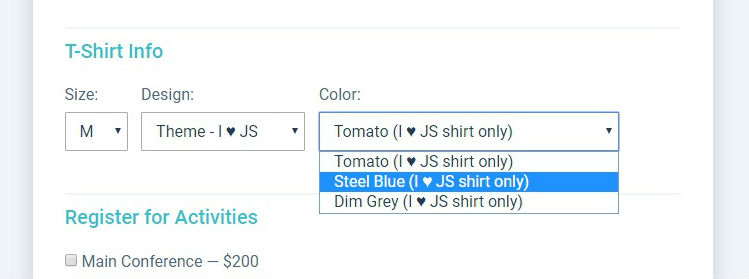 T-Shirt Info
Size: Design: Color:
M Theme - I ♥ JS Tomato (I ♥ JS shirt only)
Tomato (I ♥ JS shirt only)
Steel Blue (I ♥ JS shirt only)
Dim Grey (I ♥ JS shirt only)
Register for Activities
Main Conference — $200